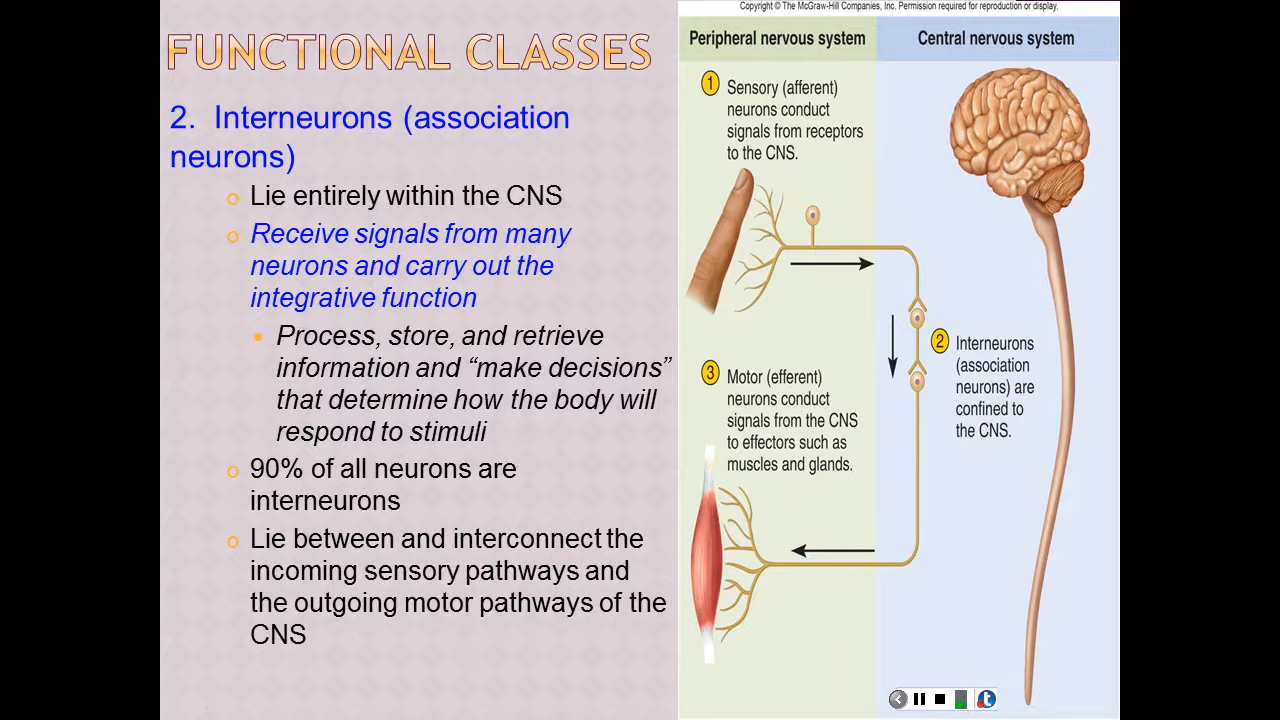 FUNCTIONAL CLASSES
2. Interneurons (association
neurons)
o Lie entirely within the CNS
o Receive signals from many
neurons and carry out the
integrative function
• Process, store, and retrieve
information and “make decisions”
that determine how the body will
respond to stimuli
o 90% of all neurons are
interneurons
o Lie between and interconnect the
incoming sensory pathways and
the outgoing motor pathways of the
CNS
Copyright © The McGraw-Hill Companies, Inc. Permission required for reproduction or display.
Peripheral nervous system
Central nervous system
1 Sensory (afferent)
neurons conduct
signals from receptors
to the CNS.
2 Interneurons
(association
neurons) are
confined to
the CNS.
3 Motor (efferent)
neurons conduct
signals from the CNS
to effectors such as
muscles and glands.
t